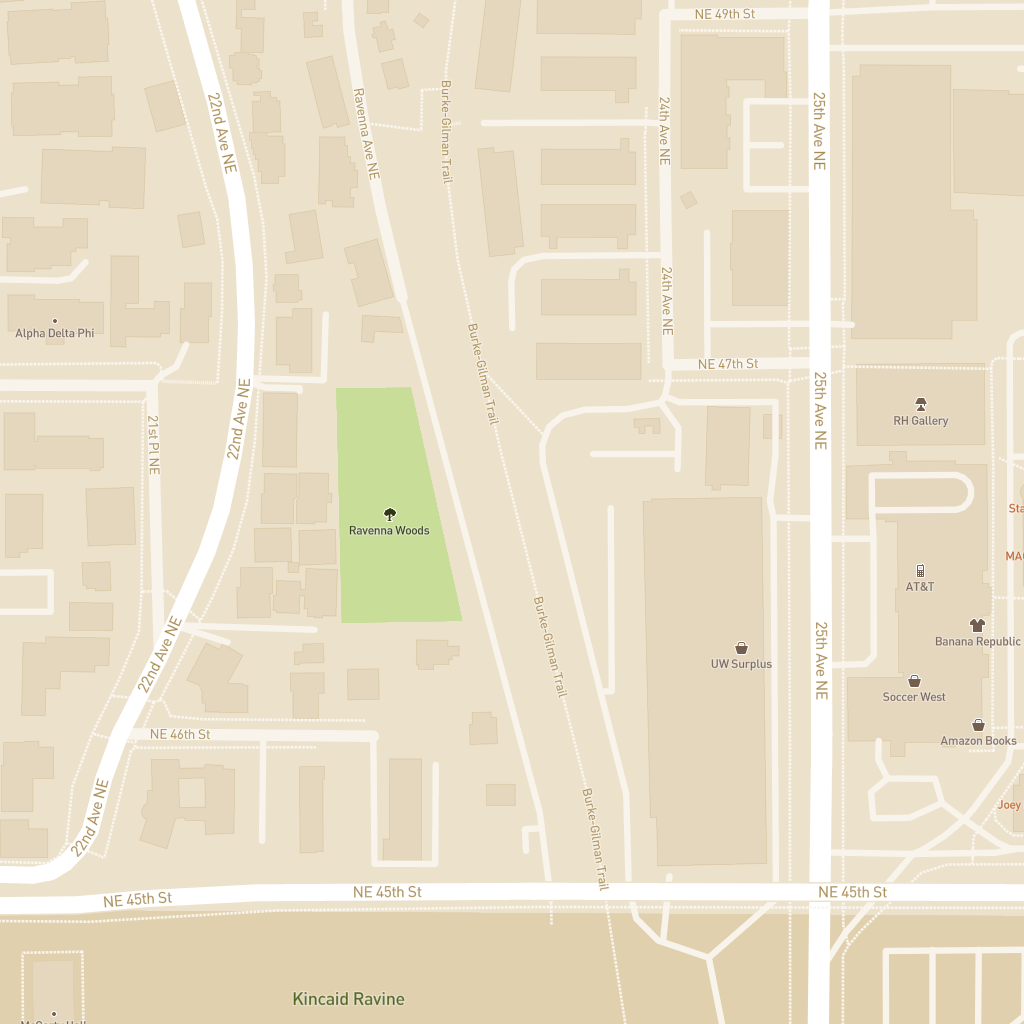 NE 49th St
22nd Ave NE
Ravenna Ave NE
Burke-Gilman Trail
24th Ave NE
25th Ave NE
24th Ave NE
Alpha Delta Phi
Burke-Gilman Trail
NE 47th St
22nd Ave NE
21st Pl NE
25th Ave NE
RH Gallery
Ravenna Woods
AT&T
Banana Republic
22nd Ave NE
Burke-Gilman Trail
25th Ave NE
UW Surplus
Soccer West
NE 46th St
Amazon Books
22nd Ave NE
Burke-Gilman Trail
Joey
NE 45th St
NE 45th St
NE 45th St
Kincaid Ravine